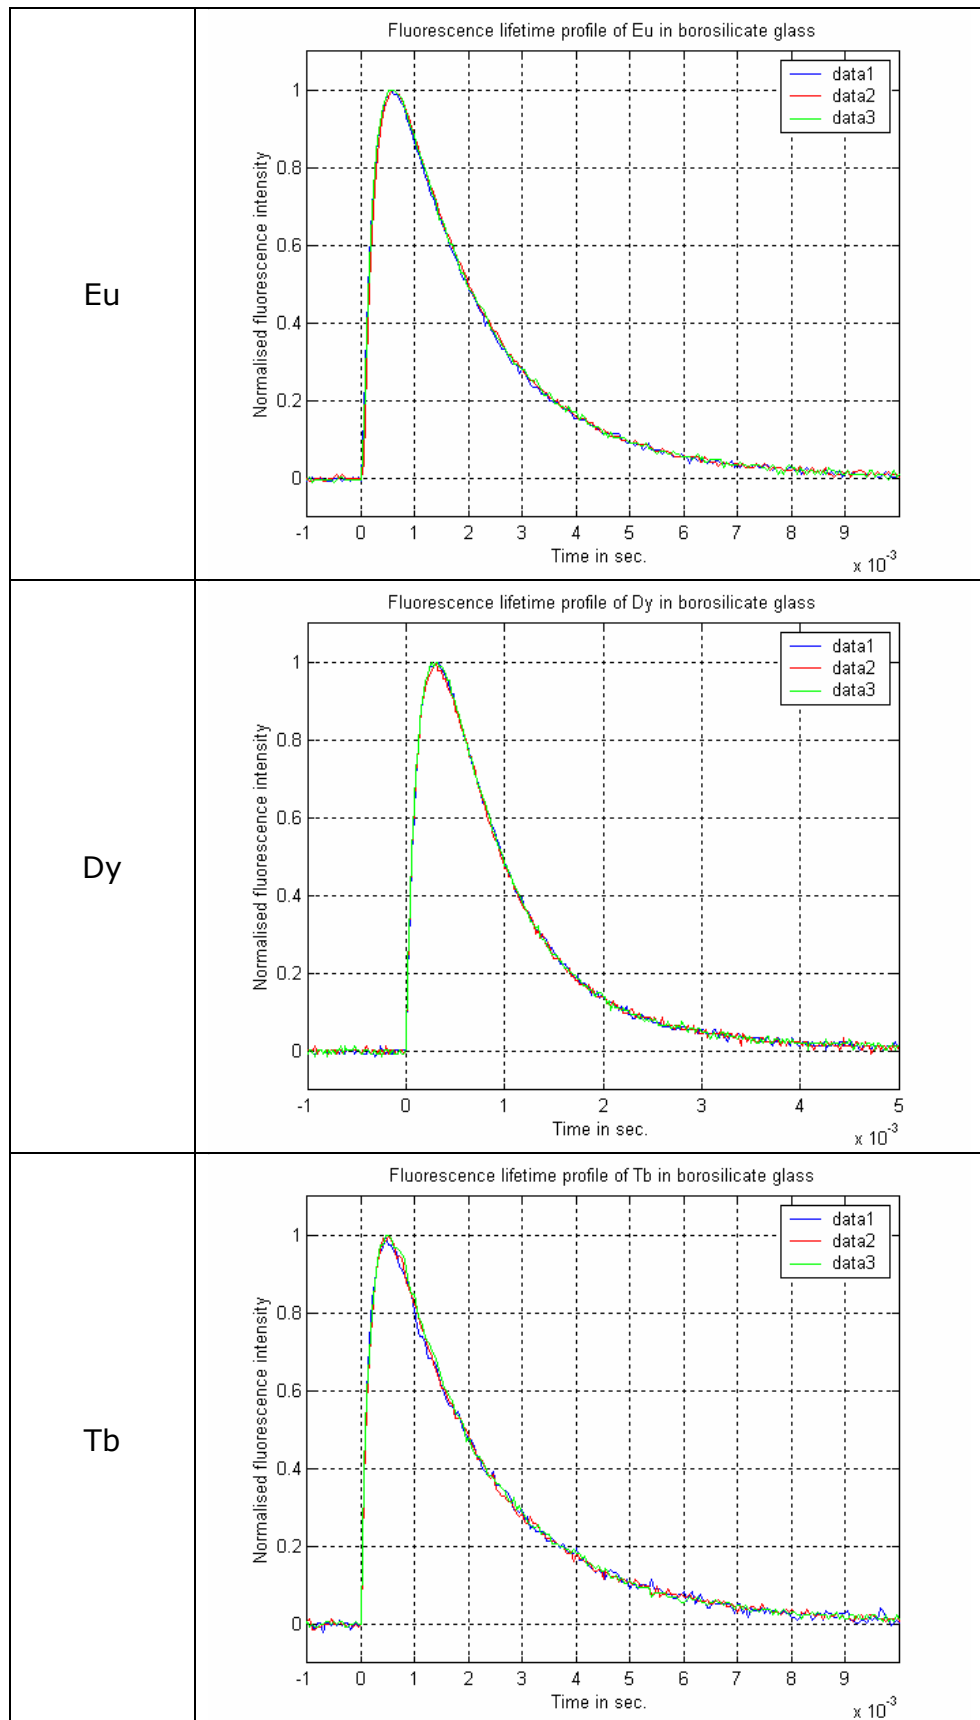 Eu
Fluorescence lifetime profile of Eu in borosilicate glass
data1
data2
data3
Normalised fluorescence intensity
1
0.8
0.6
0.4
0.2
0
-1 0 1 2 3 4 5 6 7 8 9
Time in sec.
x 10-3
Dy
Fluorescence lifetime profile of Dy in borosilicate glass
data1
data2
data3
Normalised fluorescence intensity
1
0.8
0.6
0.4
0.2
0
-1 0 1 2 3 4 5
Time in sec.
x 10-3
Tb
Fluorescence lifetime profile of Tb in borosilicate glass
data1
data2
data3
Normalised fluorescence intensity
1
0.8
0.6
0.4
0.2
0
-1 0 1 2 3 4 5 6 7 8 9
Time in sec.
x 10-3